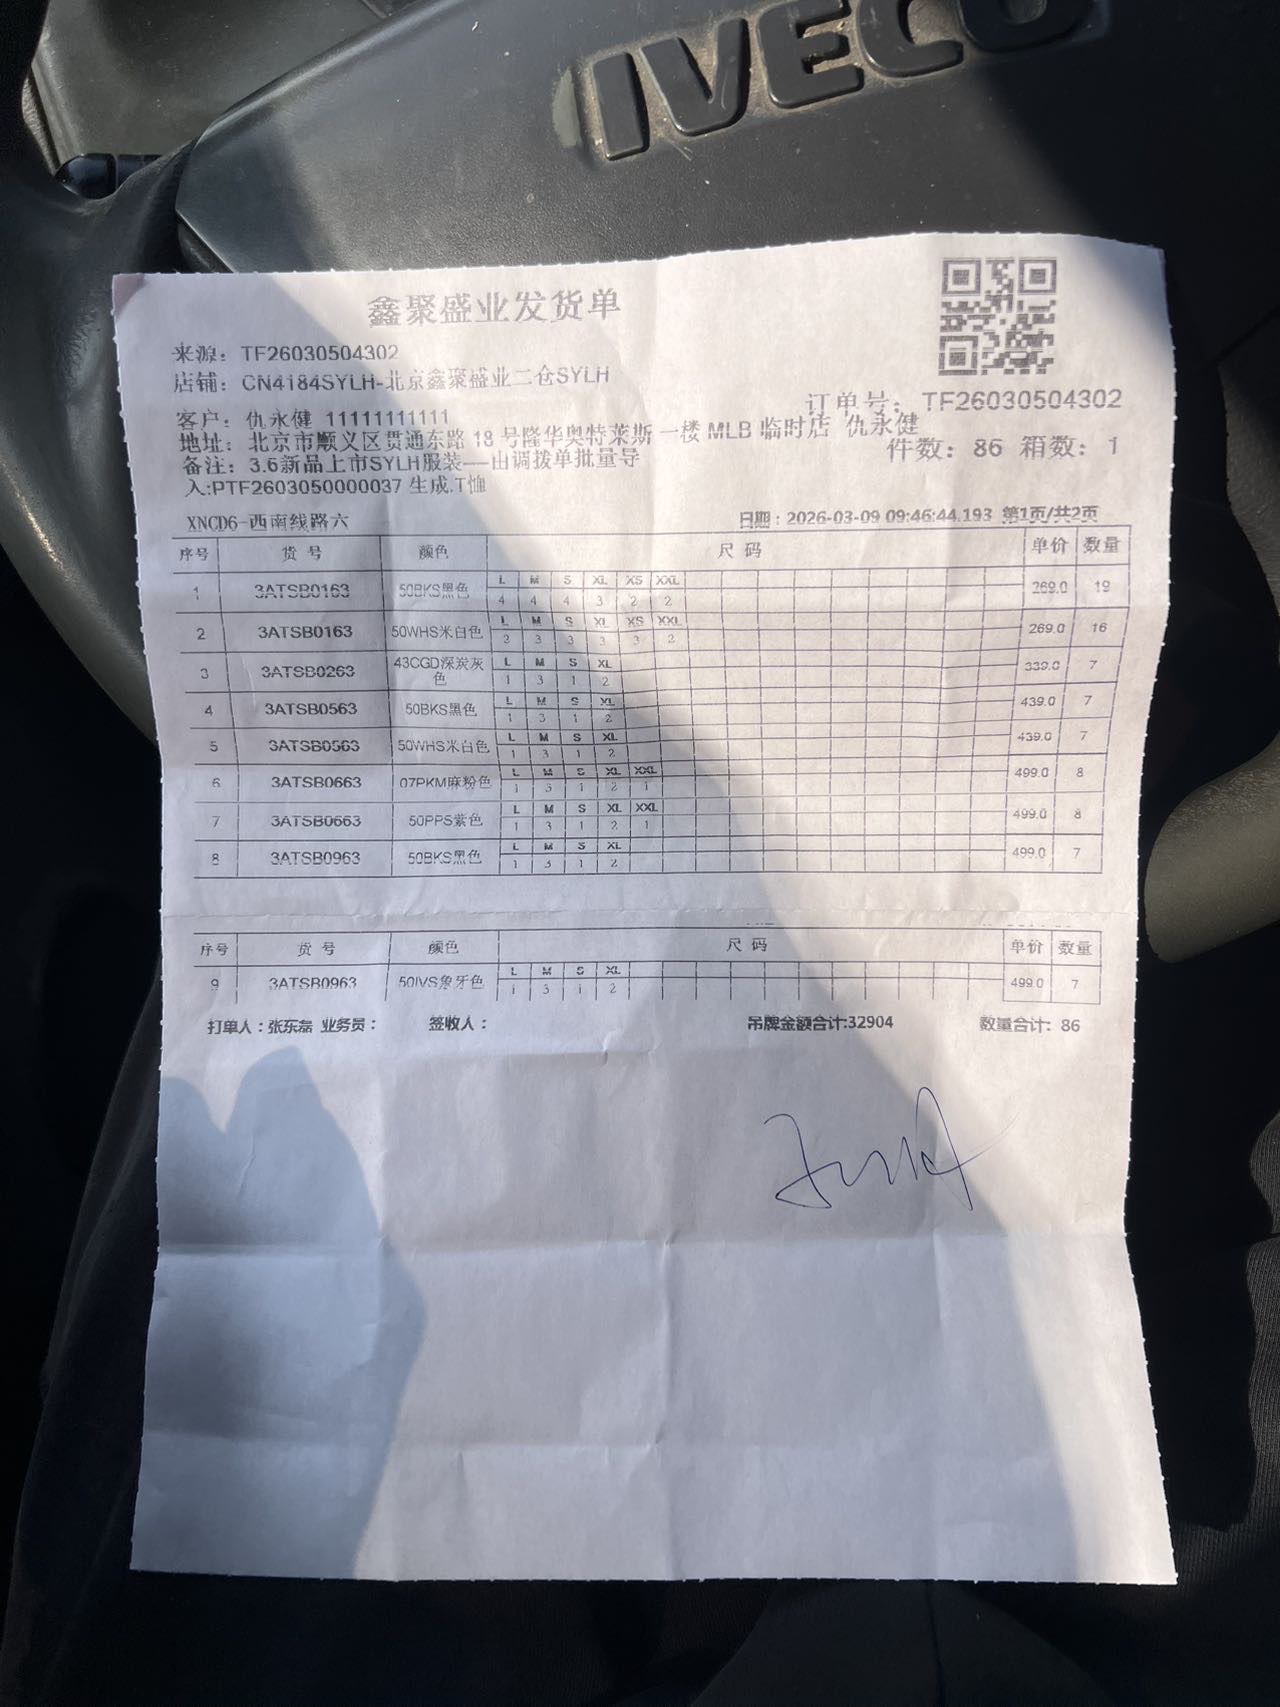 IVECO
鑫聚盛业发货单
来源: TF26030504302
店铺: CN4184SYLH-北京鑫聚盛业二仓SYLH
订单号: TF26030504302
客户: 仇永健 11111111111
地址: 北京市顺义区贯通东路 18 号隆华奥特莱斯 一楼 MLB 临时店 仇永健
件数: 86 箱数: 1
备注: 3.6新品上市SYLH服装----由调拨单批量导
入:PTF2603050000037 生成.T恤
XNCD6-西南线路六
日期: 2026-03-09 09:46:44.193 第1页/共2页
序号 货号 颜色 尺码 单价 数量
L M S XL XS XXL
1 3ATSB0163 50BKS黑色 4 4 4 3 2 2 269.0 19
L M S XL XS XXL
2 3ATSB0163 50WHS米白色 2 3 3 3 3 2 269.0 16
L M S XL
3 3ATSB0263 43CGD深炭灰色 1 3 1 2 339.0 7
L M S XL
4 3ATSB0563 50BKS黑色 1 3 1 2 439.0 7
L M S XL
5 3ATSB0563 50WHS米白色 1 3 1 2 439.0 7
L M S XL XXL
6 3ATSB0663 07PKM麻粉色 1 3 1 2 1 499.0 8
L M S XL XXL
7 3ATSB0663 50PPS紫色 1 3 1 2 1 499.0 8
L M S XL
8 3ATSB0963 50BKS黑色 1 3 1 2 499.0 7
序号 货号 颜色 尺码 单价 数量
L M S XL
9 3ATSB0963 50IVS象牙色 1 3 1 2 499.0 7
打单人: 张东磊 业务员: 签收人: 吊牌金额合计:32904 数量合计: 86